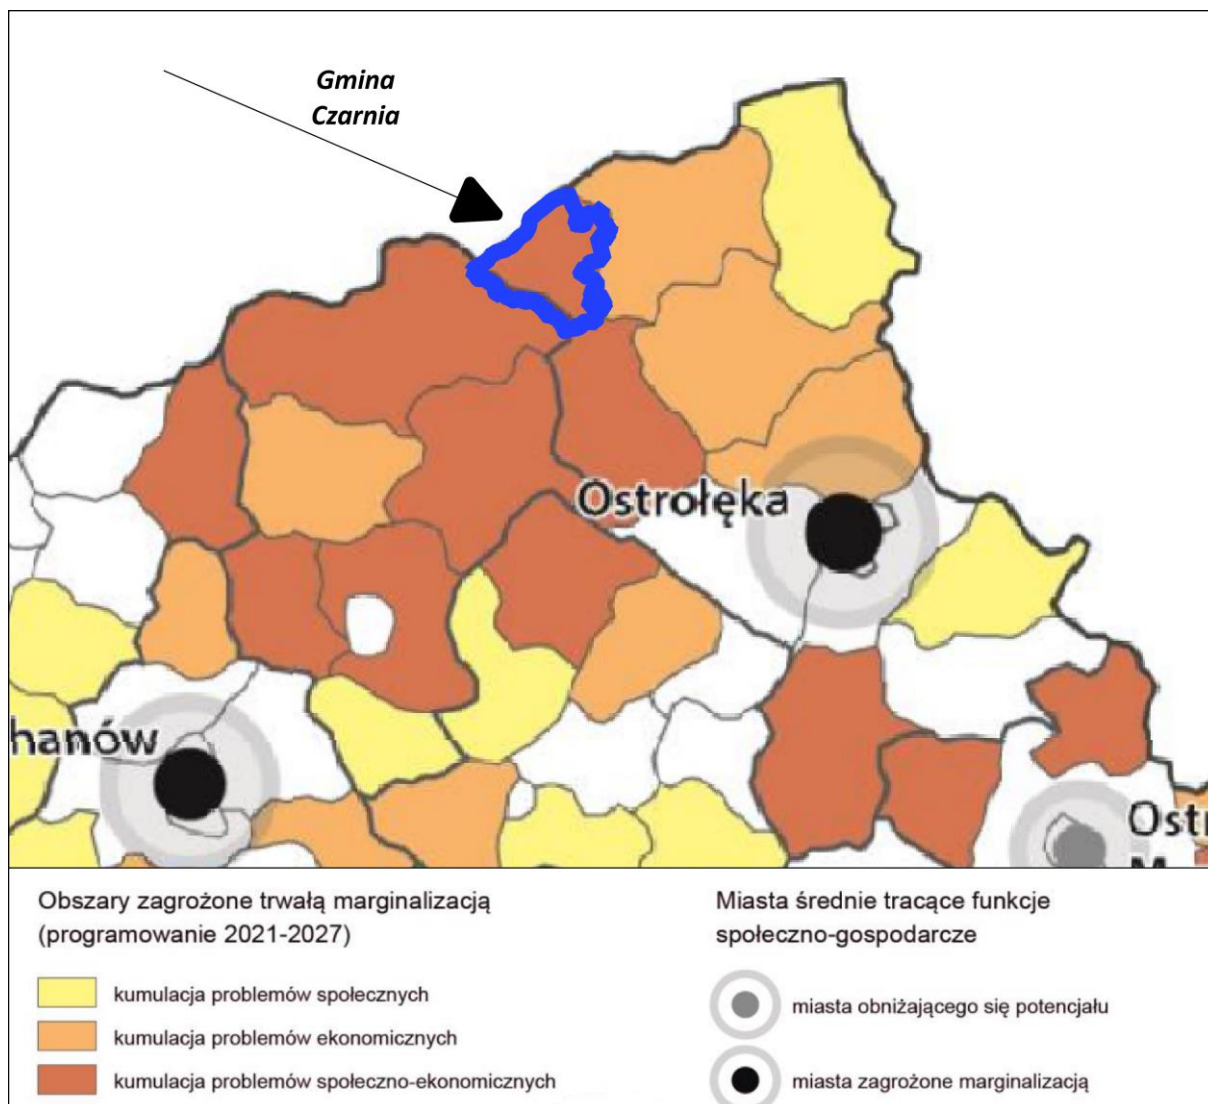 Gmina
Czarnia
Ostrołęka
hanów
Ost
Obszary zagrożone trwałą marginalizacją
(programowanie 2021-2027)
kumulacja problemów społecznych
kumulacja problemów ekonomicznych
kumulacja problemów społeczno-ekonomicznych
Miasta średnie tracące funkcje
społeczno-gospodarcze
miasta obniżającego się potencjału
miasta zagrożone marginalizacją